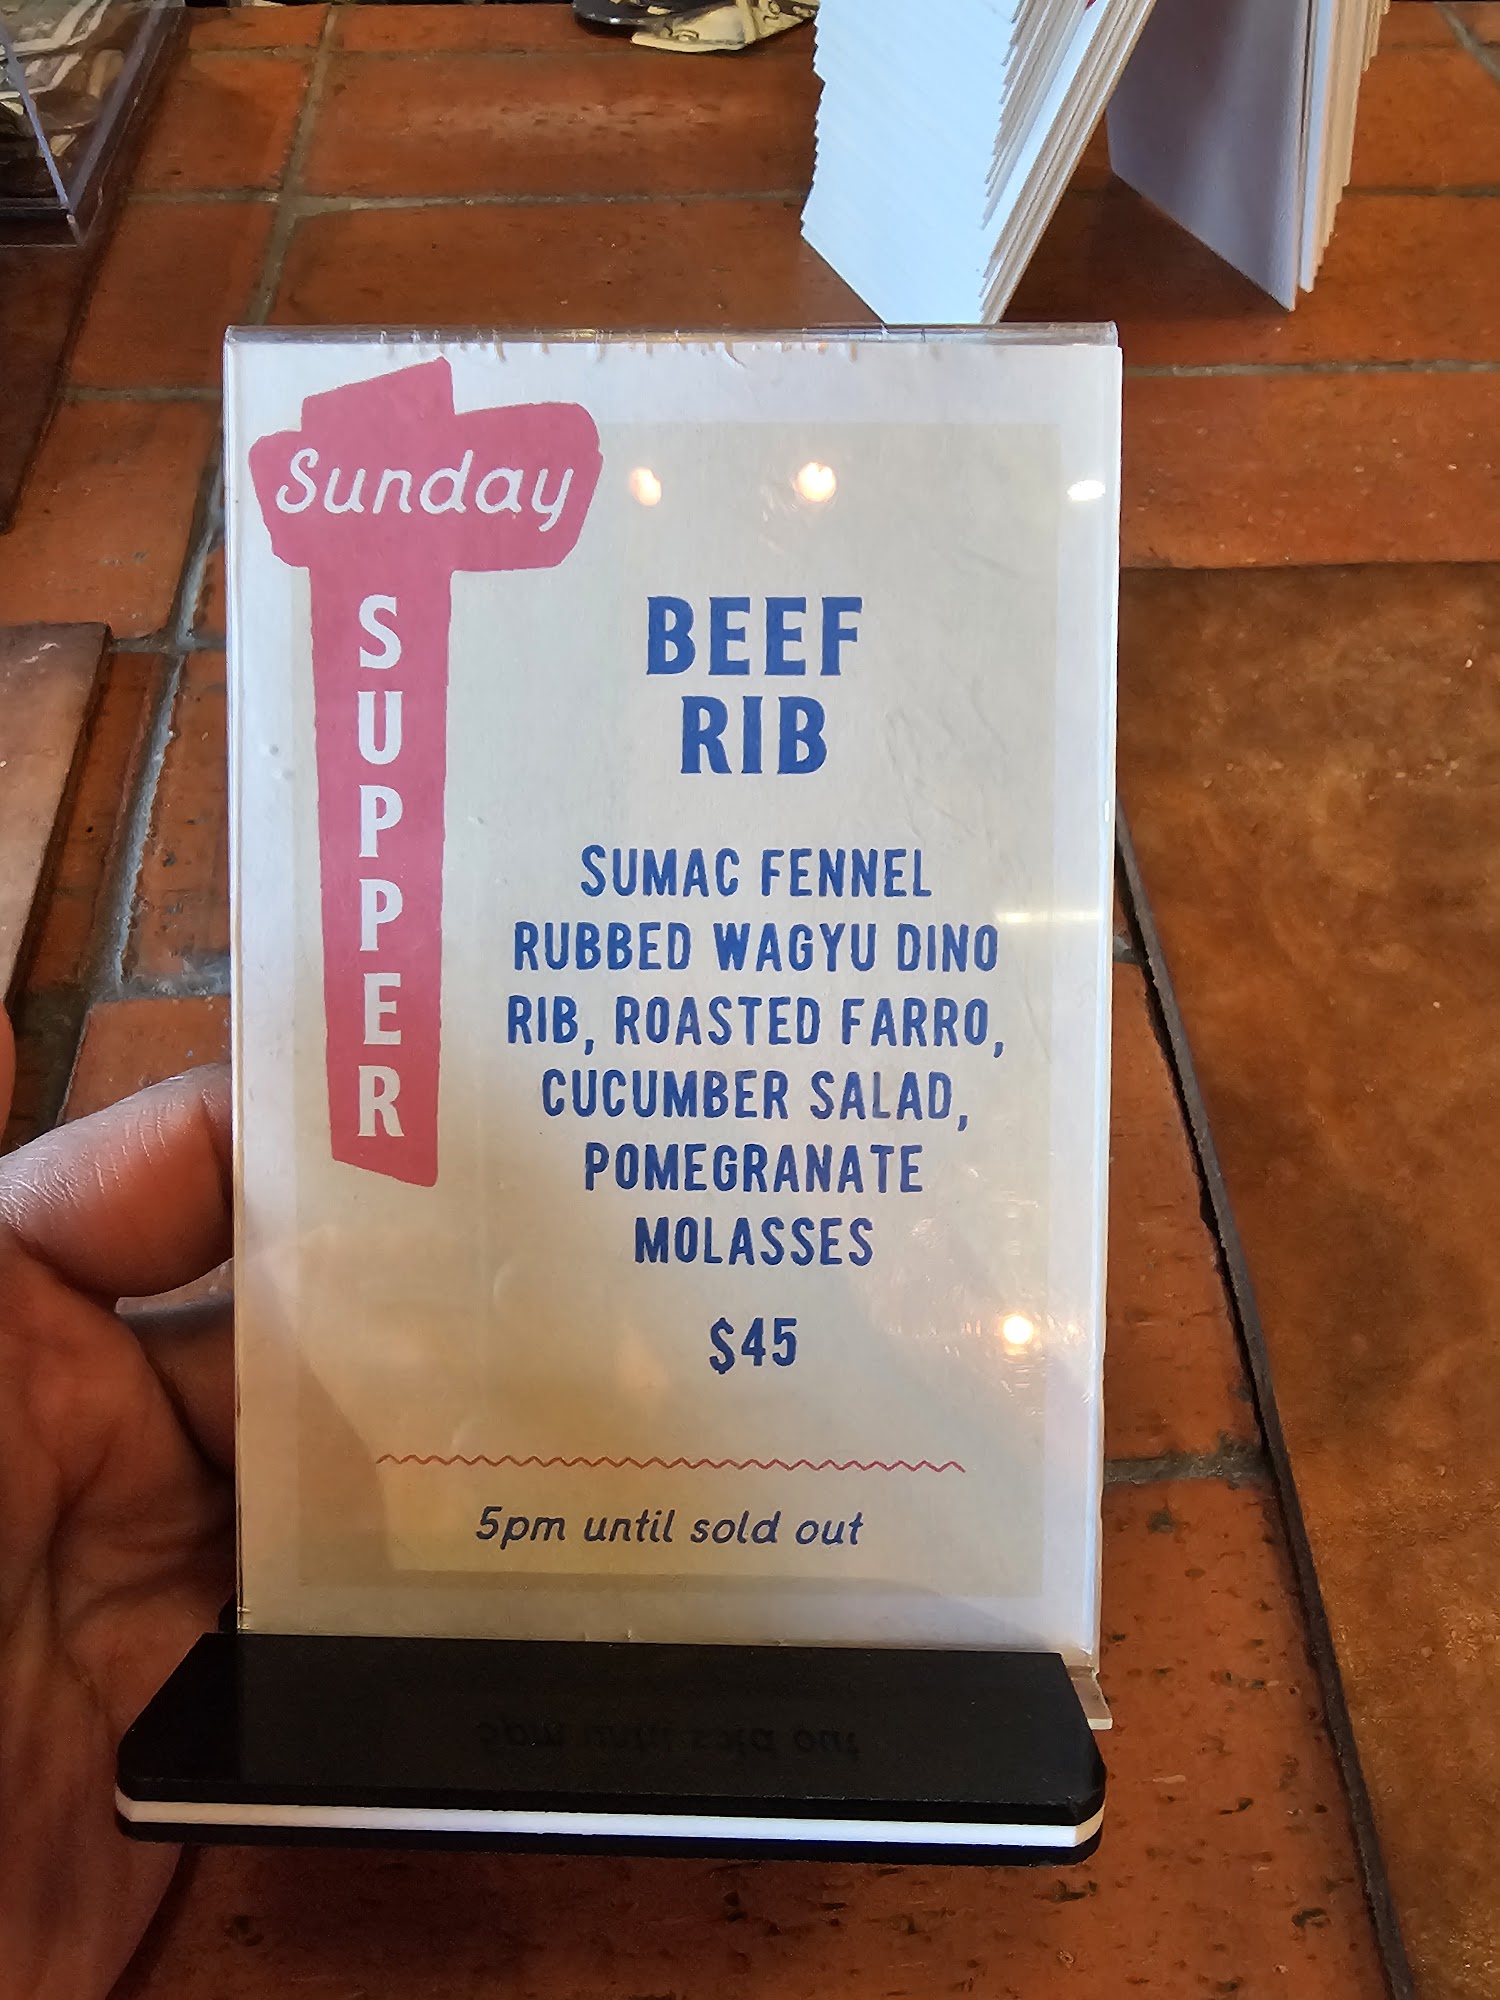 Sunday
SUPPER
BEEF
RIB
SUMAC FENNEL
RUBBED WAGYU DINO
RIB, ROASTED FARRO,
CUCUMBER SALAD,
POMEGRANATE
MOLASSES
$45
5pm until sold out